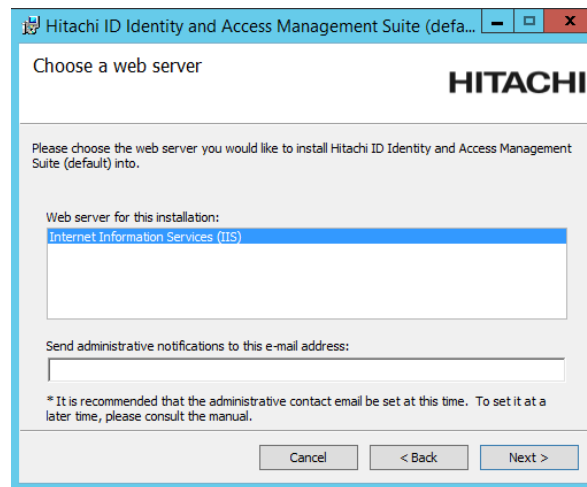 Hitachi ID Identity and Access Management Suite (defa...
Choose a web server
HITACHI
Please choose the web server you would like to install Hitachi ID Identity and Access Management
Suite (default) into.
Web server for this installation:
Internet Information Services (IIS)
Send administrative notifications to this e-mail address:
* It is recommended that the administrative contact email be set at this time. To set it at a
later time, please consult the manual.
Cancel < Back Next >